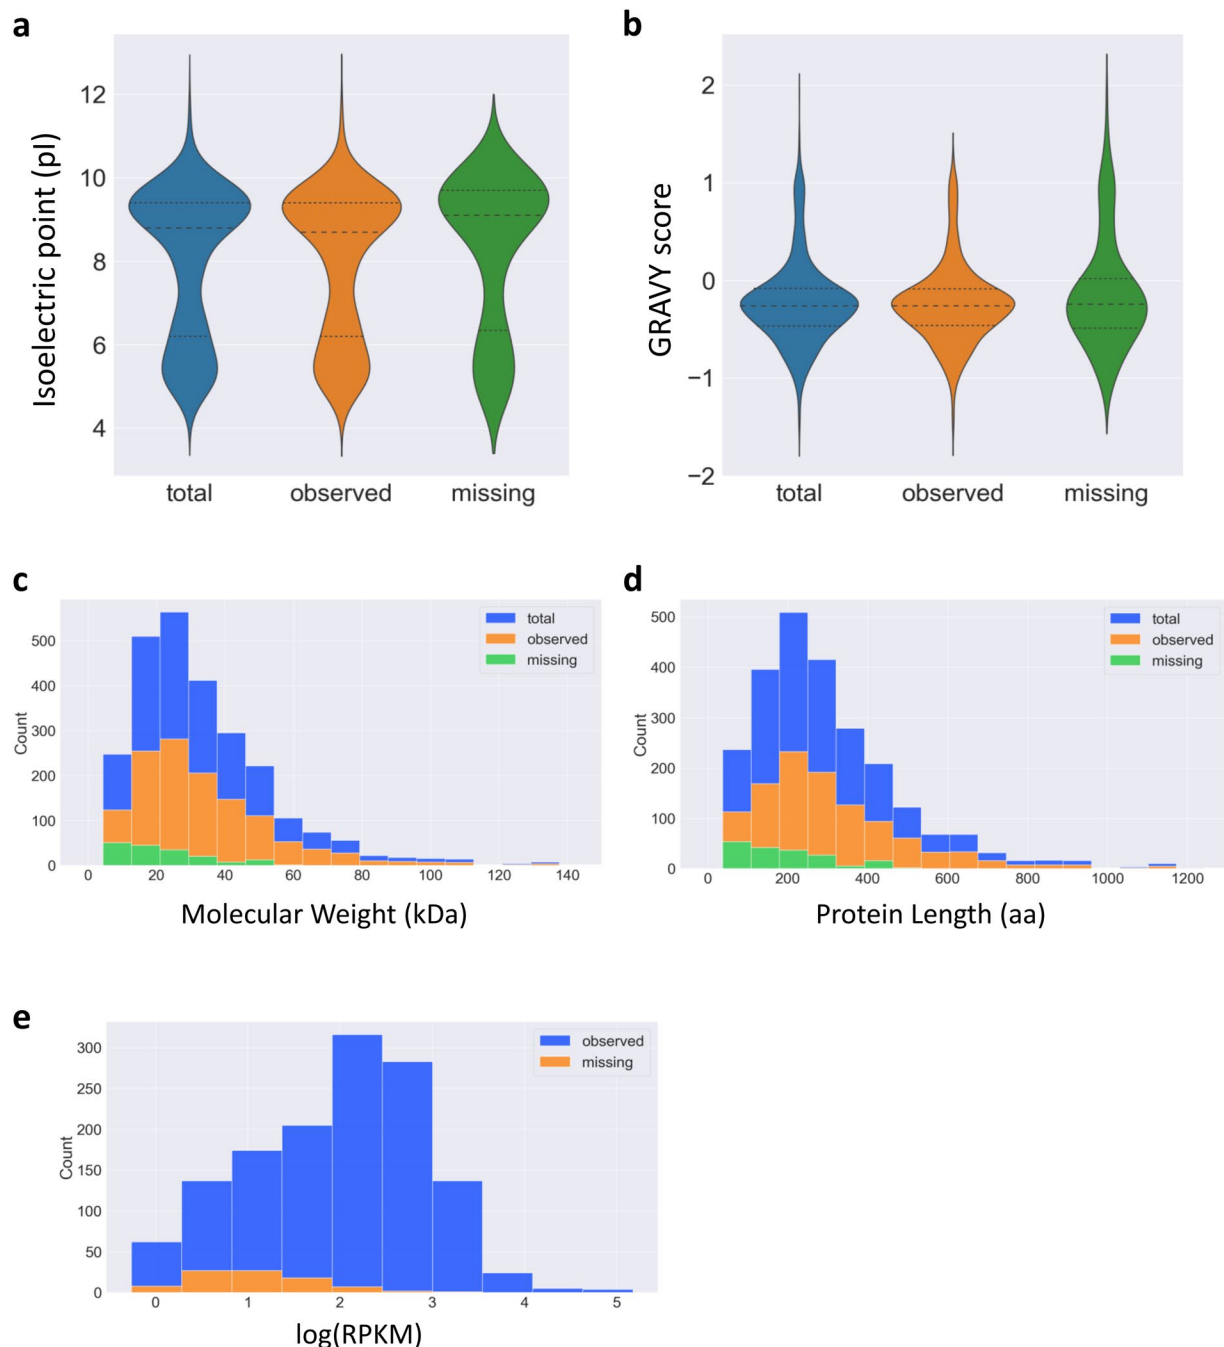 a
12
10
8
6
4
Isoelectric point (pI)
total observed missing
b
2
1
0
−1
−2
GRAVY score
total observed missing
c
500
400
300
200
100
0
Count
total
observed
missing
0 20 40 60 80 100 120 140
Molecular Weight (kDa)
d
500
400
300
200
100
0
Count
total
observed
missing
0 200 400 600 800 1000 1200
Protein Length (aa)
e
300
250
200
150
100
50
0
Count
observed
missing
0 1 2 3 4 5
log(RPKM)